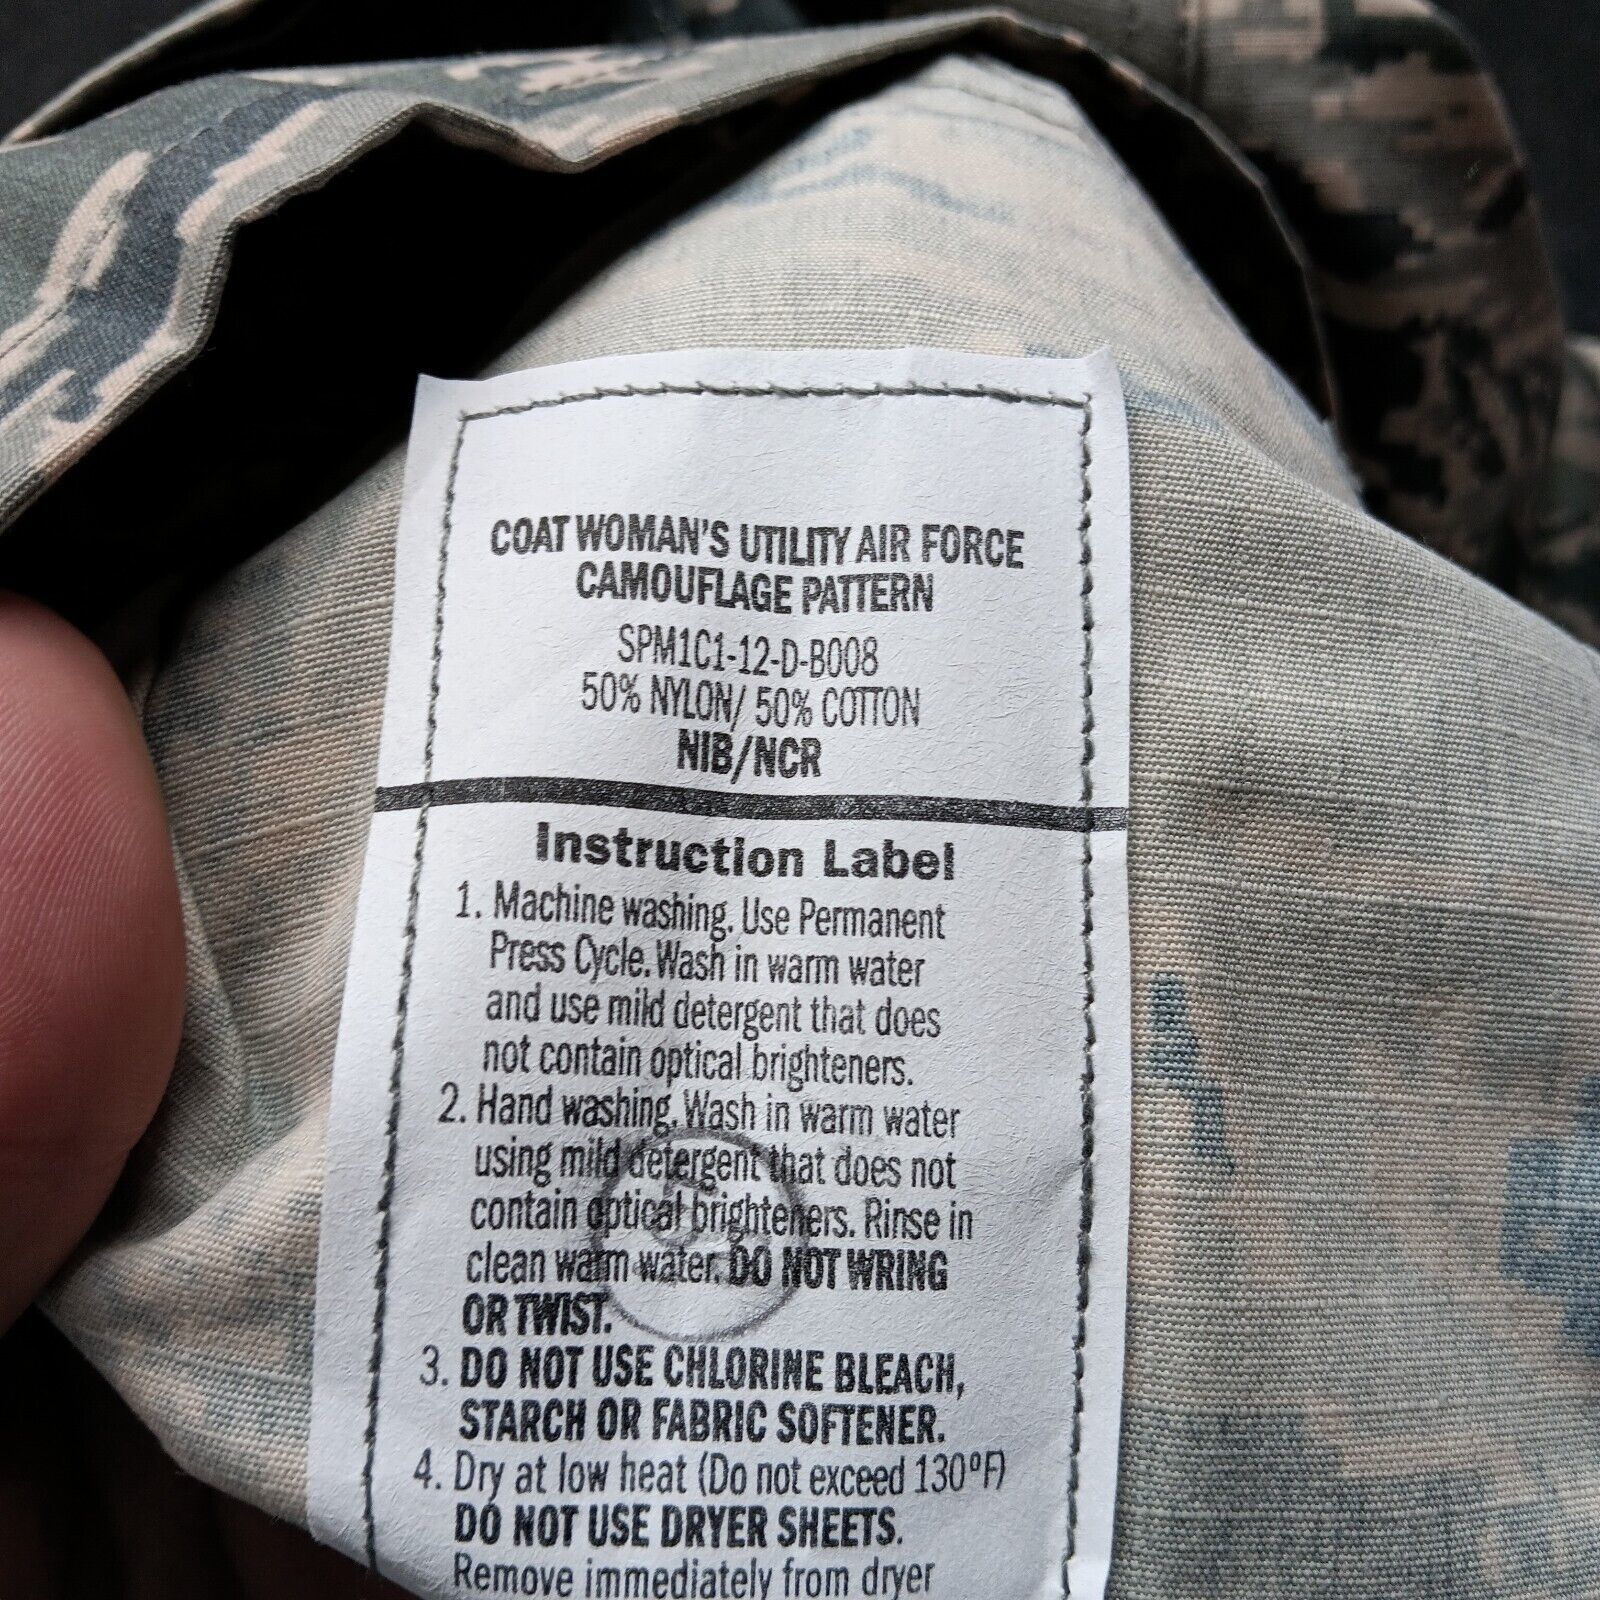 COAT WOMAN'S UTILITY AIR FORCE
CAMOUFLAGE PATTERN
SPM1C1-12-D-B008
50% NYLON/ 50% COTTON
NIB/NCR
Instruction Label
1. Machine washing. Use Permanent
Press Cycle. Wash in warm water
and use mild detergent that does
not contain optical brighteners.
2. Hand washing. Wash in warm water
using mild detergent that does not
contain optical brighteners. Rinse in
clean warm water. DO NOT WRING
OR TWIST.
3. DO NOT USE CHLORINE BLEACH,
STARCH OR FABRIC SOFTENER.
4. Dry at low heat (Do not exceed 130°F)
DO NOT USE DRYER SHEETS.
Remove immediately from dryer